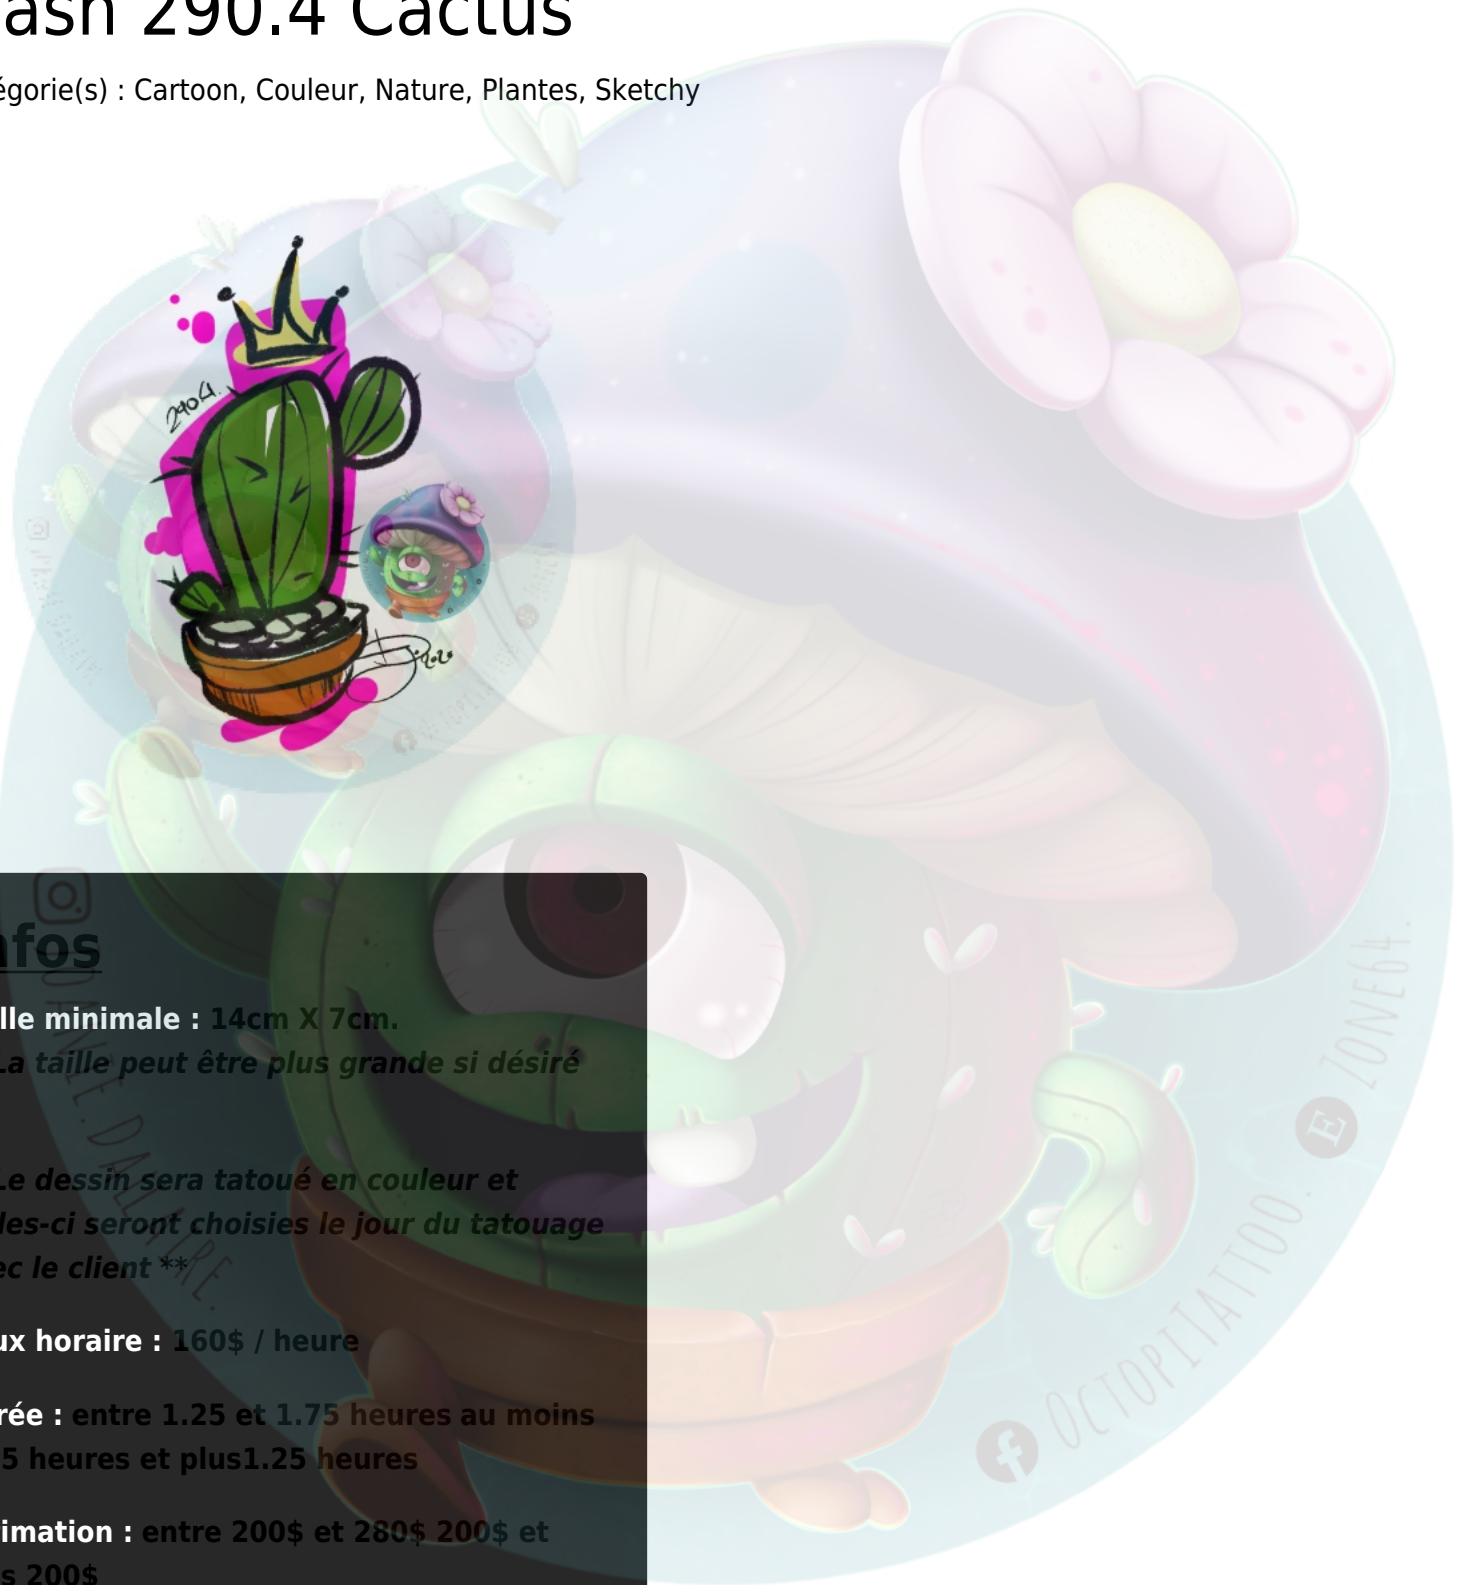 ash 290.4 Cactus
égorie(s) : Cartoon, Couleur, Nature, Plantes, Sketchy
2904.
nfos
lle minimale : 14cm X 7cm.
La taille peut être plus grande si désiré
Le dessin sera tatoué en couleur et
les-ci seront choisies le jour du tatouage
ec le client **
ux horaire : 160$ / heure
rée : entre 1.25 et 1.75 heures au moins
5 heures et plus1.25 heures
imation : entre 200$ et 280$ 200$ et
s 200$
DALLAIRE.
OCTOPITATTOO.
E ZONE64.